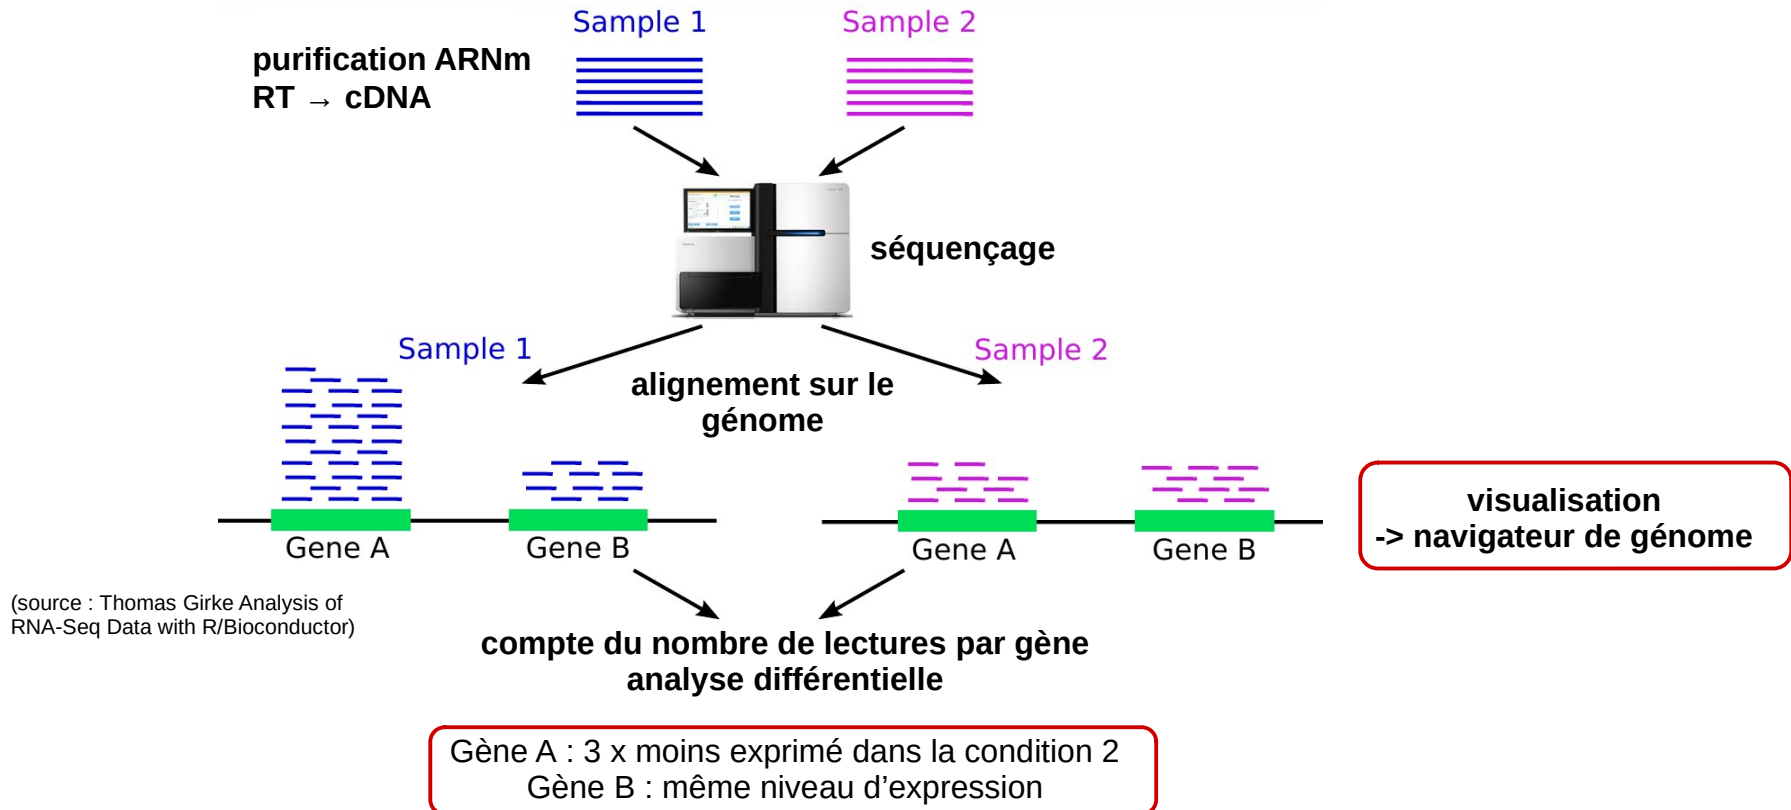 Sample 1
Sample 2
purification ARNm
RT → cDNA
séquençage
Sample 1
Sample 2
alignement sur le
génome
visualisation
-> navigateur de génome
Gene A
Gene B
Gene A
Gene B
(source : Thomas Girke Analysis of
RNA-Seq Data with R/Bioconductor)
compte du nombre de lectures par gène
analyse différentielle
Gène A : 3 x moins exprimé dans la condition 2
Gène B : même niveau d’expression